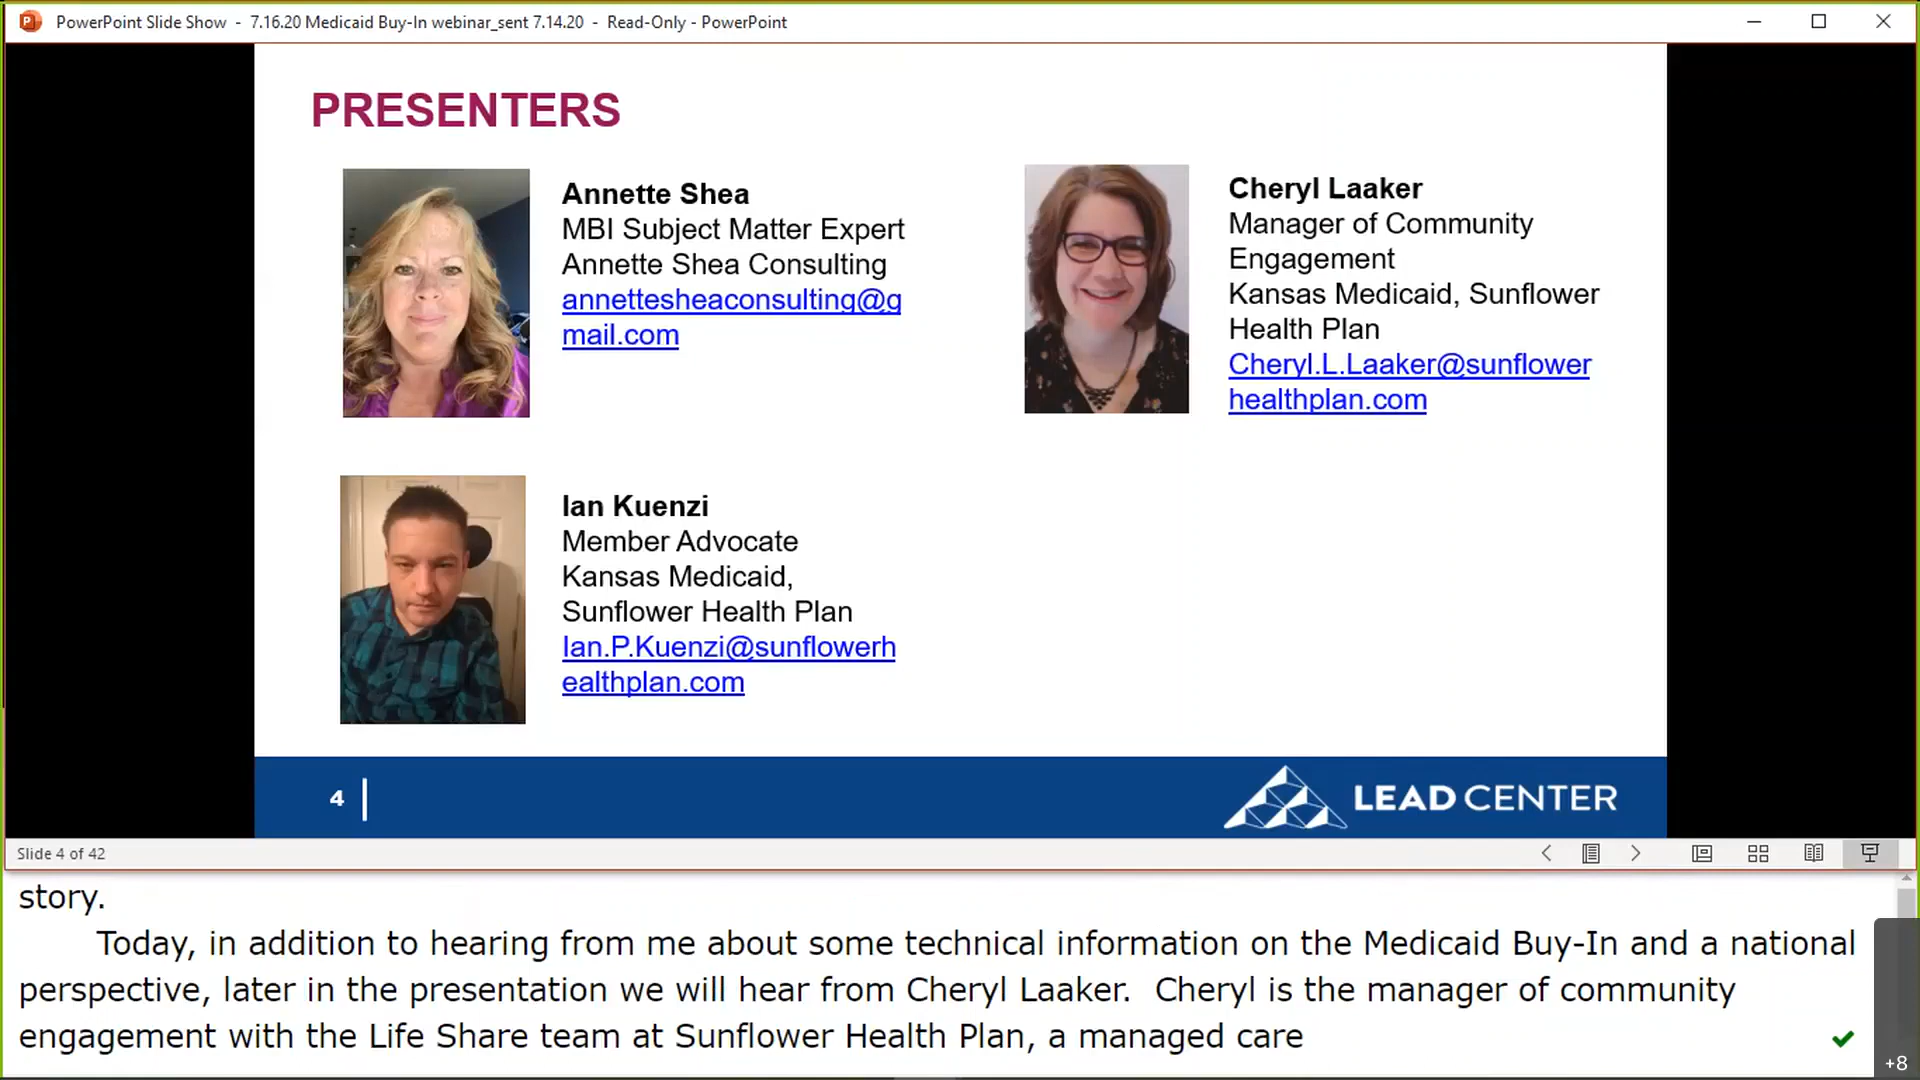 PowerPoint Slide Show - 7.16.20 Medicaid Buy-In webinar_sent 7.14.20 - Read-Only - PowerPoint
PRESENTERS
Annette Shea
MBI Subject Matter Expert
Annette Shea Consulting
annettesheaconsulting@g
mail.com
Cheryl Laaker
Manager of Community
Engagement
Kansas Medicaid, Sunflower
Health Plan
Cheryl.L.Laaker@sunflower
healthplan.com
Ian Kuenzi
Member Advocate
Kansas Medicaid,
Sunflower Health Plan
Ian.P.Kuenzi@sunflowerh
ealthplan.com
4
LEAD CENTER
Slide 4 of 42
story.
Today, in addition to hearing from me about some technical information on the Medicaid Buy-In and a national
perspective, later in the presentation we will hear from Cheryl Laaker.  Cheryl is the manager of community
engagement with the Life Share team at Sunflower Health Plan, a managed care
+8